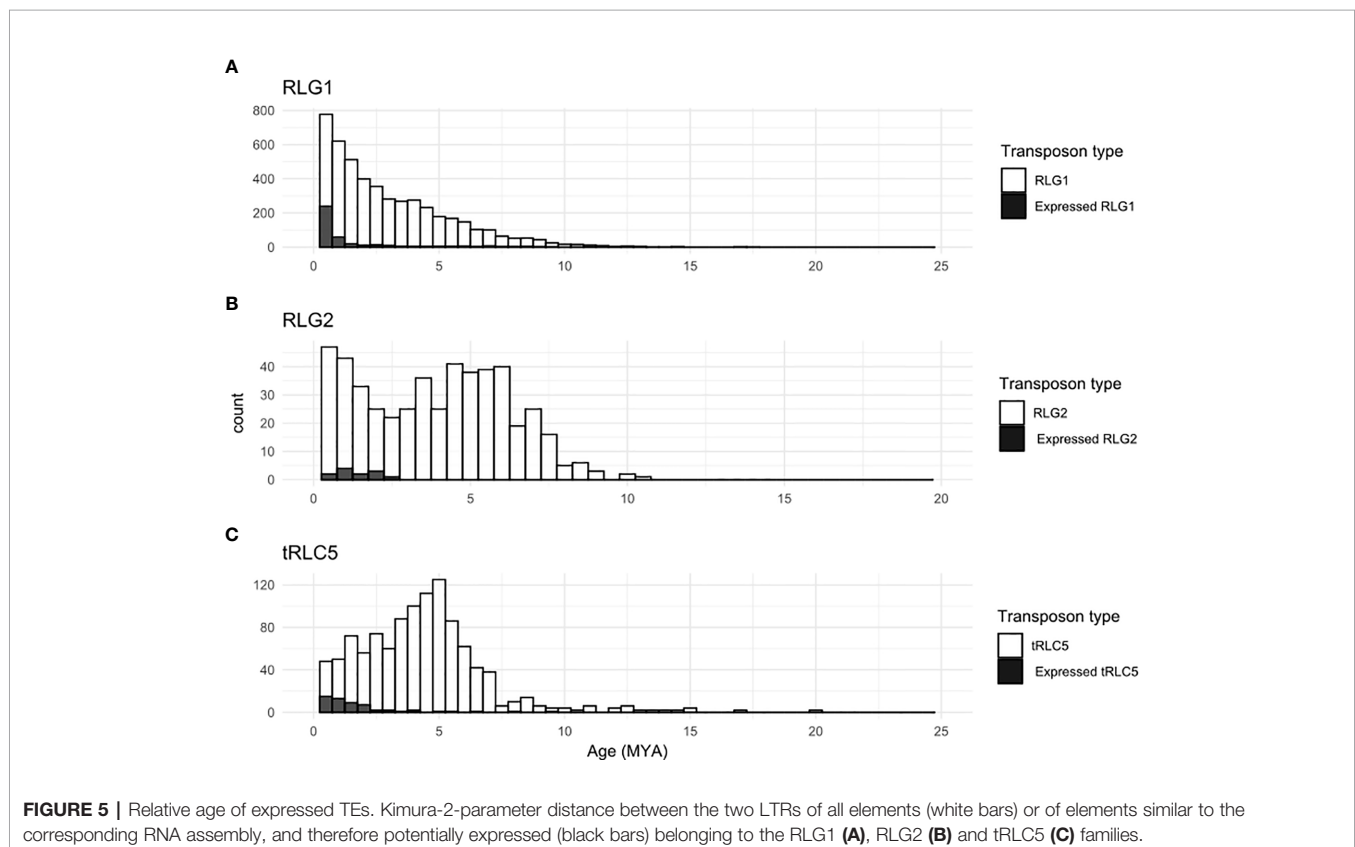 A
RLG1
800
600
400
200
0
0 5 10 15 20 25
Transposon type
RLG1
Expressed RLG1
B
RLG2
count
40
30
20
10
0
0 5 10 15 20
Transposon type
RLG2
Expressed RLG2
C
tRLC5
120
80
40
0
0 5 10 15 20 25
Age (MYA)
Transposon type
tRLC5
Expressed tRLC5
FIGURE 5 | Relative age of expressed TEs. Kimura-2-parameter distance between the two LTRs of all elements (white bars) or of elements similar to the
corresponding RNA assembly, and therefore potentially expressed (black bars) belonging to the RLG1 (A), RLG2 (B) and tRLC5 (C) families.